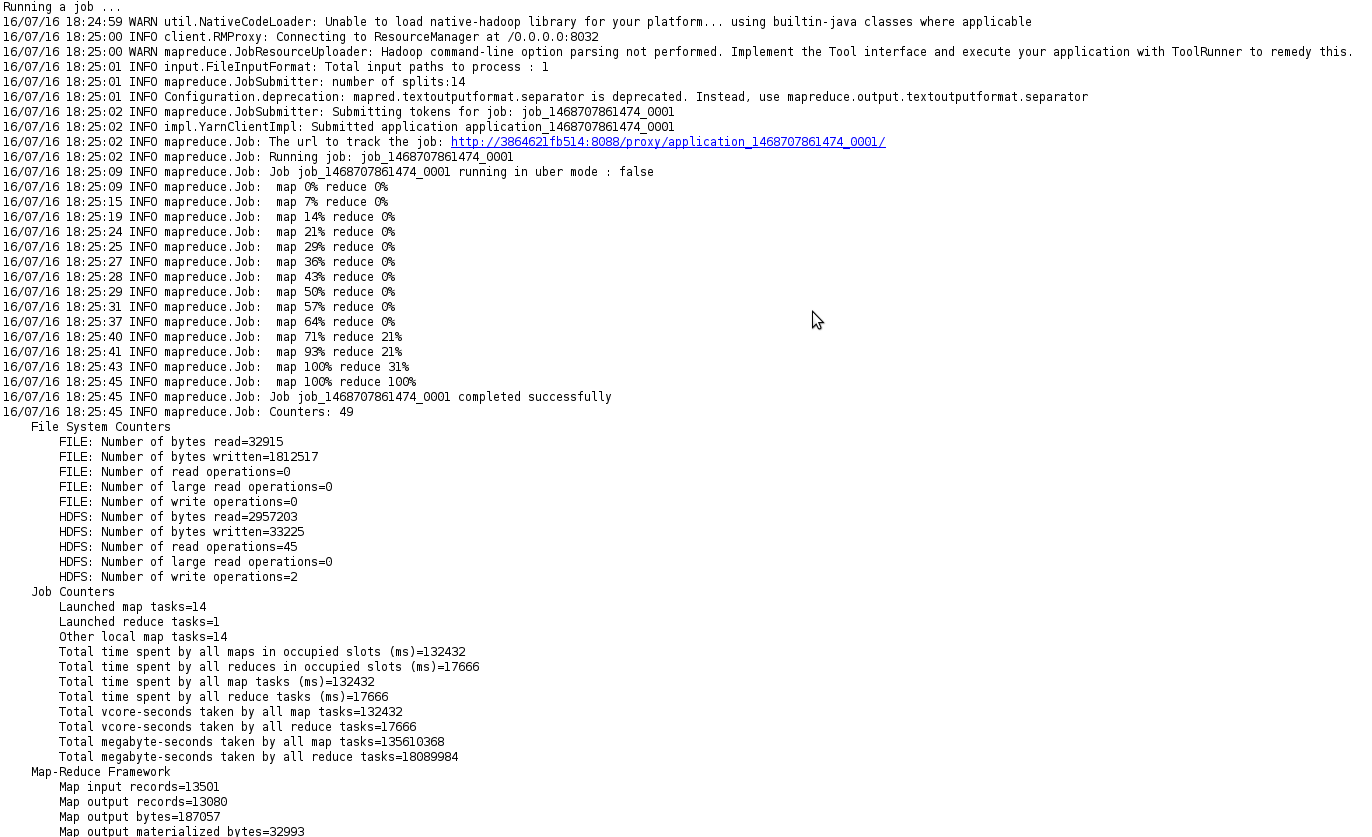 Running a job ...
16/07/16 18:24:59 WARN util.NativeCodeLoader: Unable to load native-hadoop library for your platform... using builtin-java classes where applicable
16/07/16 18:25:00 INFO client.RMProxy: Connecting to ResourceManager at /0.0.0.0:8032
16/07/16 18:25:00 WARN mapreduce.JobResourceUploader: Hadoop command-line option parsing not performed. Implement the Tool interface and execute your application with ToolRunner to remedy this.
16/07/16 18:25:01 INFO input.FileInputFormat: Total input paths to process : 1
16/07/16 18:25:01 INFO mapreduce.JobSubmitter: number of splits:14
16/07/16 18:25:01 INFO Configuration.deprecation: mapred.textoutputformat.separator is deprecated. Instead, use mapreduce.output.textoutputformat.separator
16/07/16 18:25:02 INFO mapreduce.JobSubmitter: Submitting tokens for job: job_1468707861474_0001
16/07/16 18:25:02 INFO impl.YarnClientImpl: Submitted application application_1468707861474_0001
16/07/16 18:25:02 INFO mapreduce.Job: The url to track the job: http://3864621fb514:8088/proxy/application_1468707861474_0001/
16/07/16 18:25:02 INFO mapreduce.Job: Running job: job_1468707861474_0001
16/07/16 18:25:09 INFO mapreduce.Job: Job job_1468707861474_0001 running in uber mode : false
16/07/16 18:25:09 INFO mapreduce.Job:  map 0% reduce 0%
16/07/16 18:25:15 INFO mapreduce.Job:  map 7% reduce 0%
16/07/16 18:25:19 INFO mapreduce.Job:  map 14% reduce 0%
16/07/16 18:25:24 INFO mapreduce.Job:  map 21% reduce 0%
16/07/16 18:25:25 INFO mapreduce.Job:  map 29% reduce 0%
16/07/16 18:25:27 INFO mapreduce.Job:  map 36% reduce 0%
16/07/16 18:25:28 INFO mapreduce.Job:  map 43% reduce 0%
16/07/16 18:25:29 INFO mapreduce.Job:  map 50% reduce 0%
16/07/16 18:25:31 INFO mapreduce.Job:  map 57% reduce 0%
16/07/16 18:25:37 INFO mapreduce.Job:  map 64% reduce 0%
16/07/16 18:25:40 INFO mapreduce.Job:  map 71% reduce 21%
16/07/16 18:25:41 INFO mapreduce.Job:  map 93% reduce 21%
16/07/16 18:25:43 INFO mapreduce.Job:  map 100% reduce 31%
16/07/16 18:25:45 INFO mapreduce.Job:  map 100% reduce 100%
16/07/16 18:25:45 INFO mapreduce.Job: Job job_1468707861474_0001 completed successfully
16/07/16 18:25:45 INFO mapreduce.Job: Counters: 49
File System Counters
FILE: Number of bytes read=32915
FILE: Number of bytes written=1812517
FILE: Number of read operations=0
FILE: Number of large read operations=0
FILE: Number of write operations=0
HDFS: Number of bytes read=2957203
HDFS: Number of bytes written=33225
HDFS: Number of read operations=45
HDFS: Number of large read operations=0
HDFS: Number of write operations=2
Job Counters
Launched map tasks=14
Launched reduce tasks=1
Other local map tasks=14
Total time spent by all maps in occupied slots (ms)=132432
Total time spent by all reduces in occupied slots (ms)=17666
Total time spent by all map tasks (ms)=132432
Total time spent by all reduce tasks (ms)=17666
Total vcore-seconds taken by all map tasks=132432
Total vcore-seconds taken by all reduce tasks=17666
Total megabyte-seconds taken by all map tasks=135610368
Total megabyte-seconds taken by all reduce tasks=18089984
Map-Reduce Framework
Map input records=13501
Map output records=13080
Map output bytes=187057
Map output materialized bytes=32993